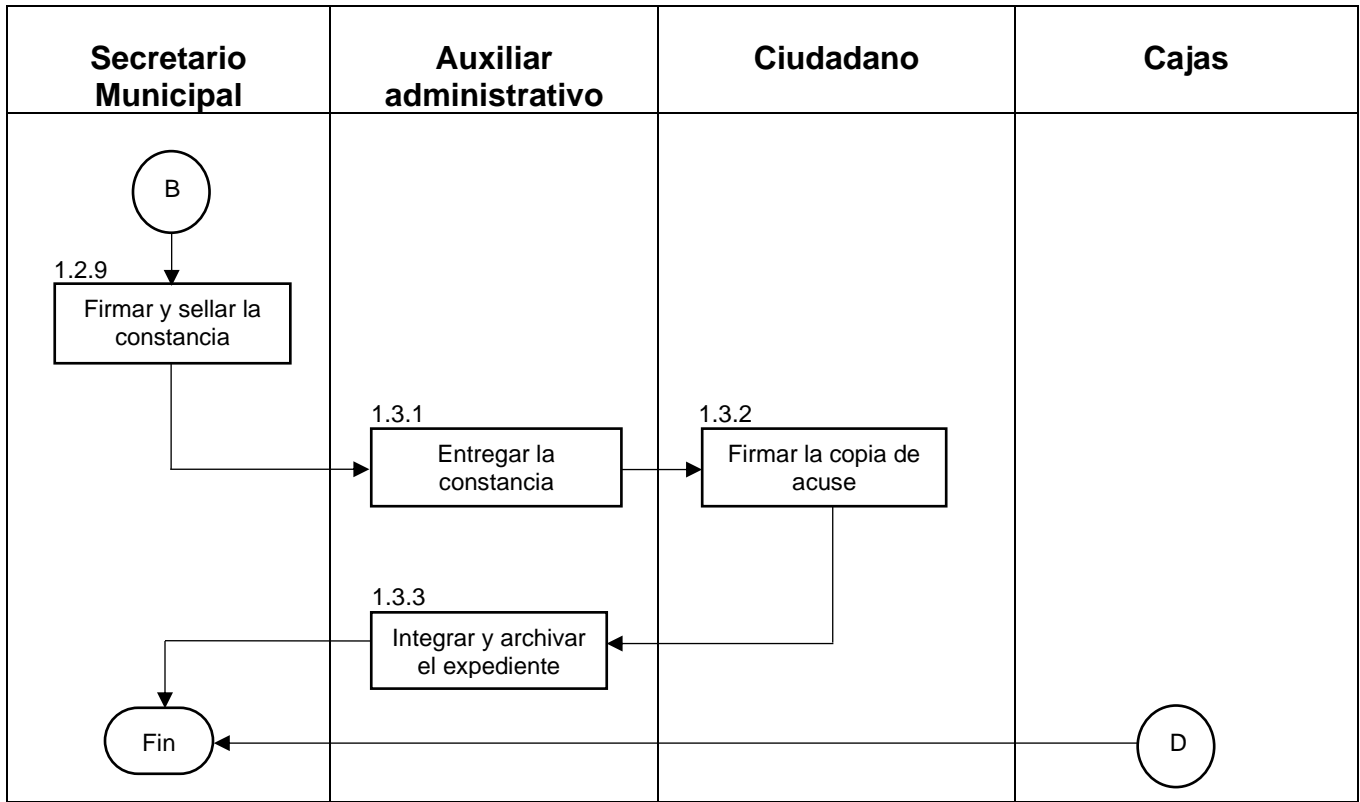 Secretario
Municipal
Auxiliar
administrativo
Ciudadano
Cajas
B
1.2.9
Firmar y sellar la
constancia
1.3.1
Entregar la
constancia
1.3.2
Firmar la copia de
acuse
1.3.3
Integrar y archivar
el expediente
Fin
D